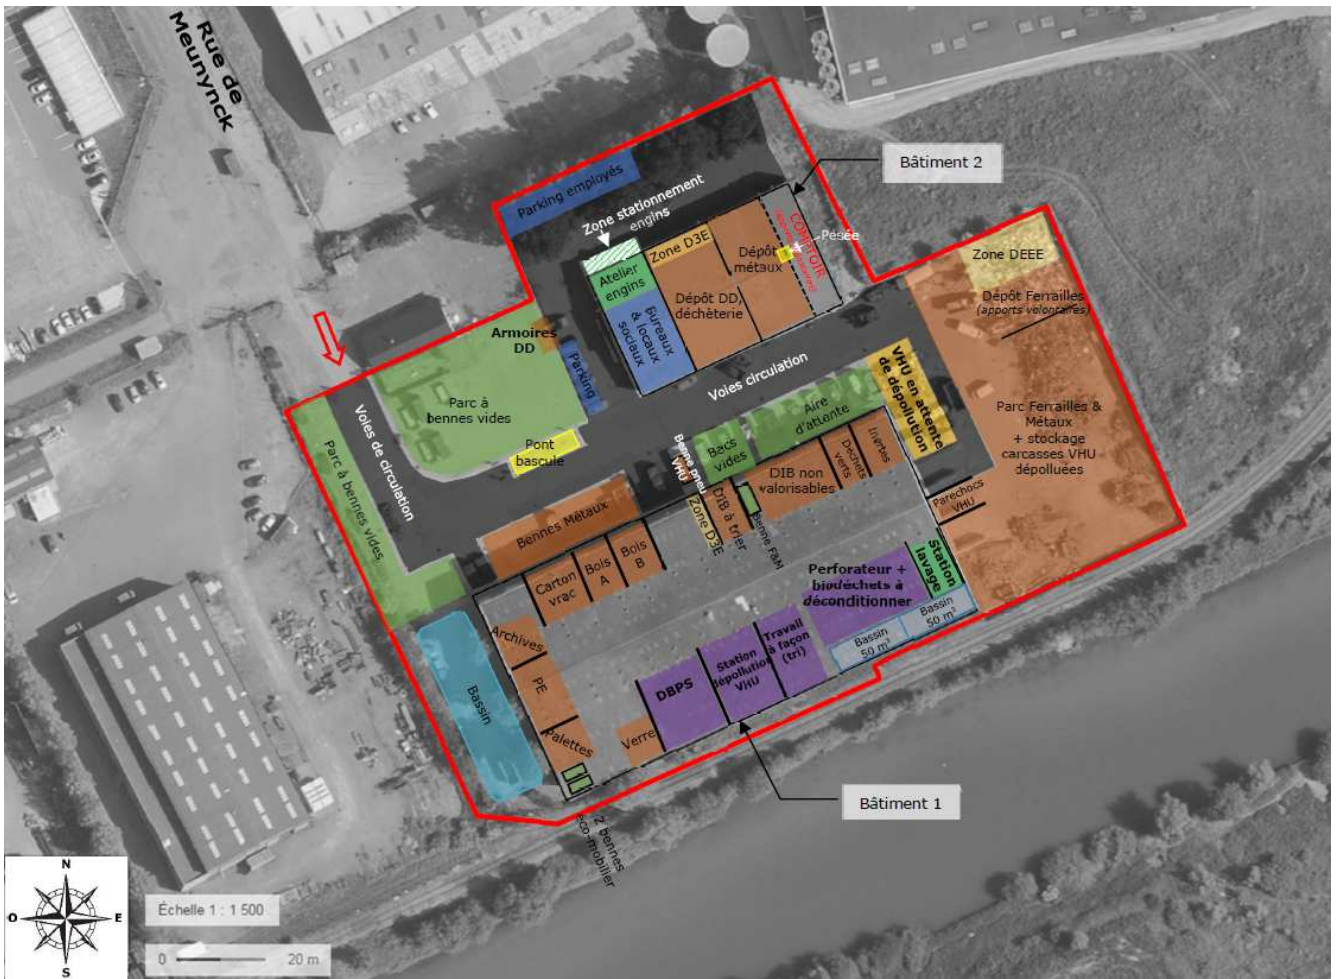 Rue de
Meunynck
Bâtiment 2
Parking employés
Zone stationnement
engins
COMPTOIR
Pesée
Zone D3E
Dépôt
métaux
Atelier
engins
Zone DEEE
Dépôt Ferrailles
(apports volontaires)
Dépôt DD,
déchèterie
Bureaux
& locaux
sociaux
Armoires
DD
Parking
Voies circulation
VHU en attente
de dépollution
Parc à
bennes vides
Voies de circulation
Parc à bennes vides
Pont
bascule
Aire
d'attente
Bacs
vides
Benne pneu
VHU
Inertes
Déchets
verts
Parc Ferrailles &
Métaux
+ stockage
carcasses VHU
dépolluées
DIB non
valorisables
DIB à trier
Benne F&M
Zone D3E
Parechocs
VHU
Bennes Métaux
Bois
B
Bois
A
Carton
vrac
Station
lavage
Perforateur +
biodéchets à
déconditionner
Bassin
50 m³
Bassin
50 m³
Archives
PE
Palettes
Bassin
Verre
DBPS
Station
dépollution
VHU
Travail
à façon
(tri)
2 bennes
eco-mobilier
Bâtiment 1
N
O
E
S
Échelle 1 : 1 500
0
20 m